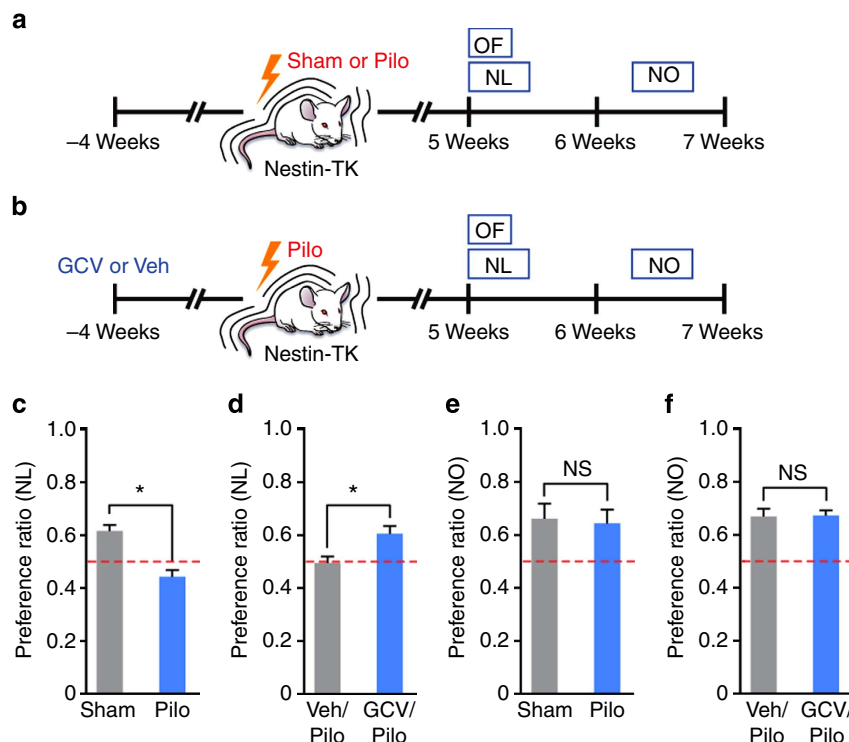 a
Sham or Pilo
OF
NL
NO
–4 Weeks
5 Weeks
6 Weeks
7 Weeks
Nestin-TK
b
GCV or Veh
Pilo
OF
NL
NO
–4 Weeks
5 Weeks
6 Weeks
7 Weeks
Nestin-TK
c
Preference ratio (NL)
1.0
0.8
0.6
0.4
0.2
0
*
Sham Pilo
d
Preference ratio (NL)
1.0
0.8
0.6
0.4
0.2
0
*
Veh/ GCV/
Pilo Pilo
e
Preference ratio (NO)
1.0
0.8
0.6
0.4
0.2
0
NS
Sham Pilo
f
Preference ratio (NO)
1.0
0.8
0.6
0.4
0.2
0
NS
Veh/ GCV/
Pilo Pilo